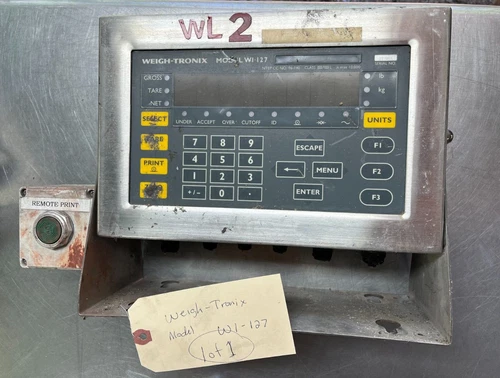 WL 2
WEIGH-TRONIX MODEL WI-127
SERIAL NO.
GROSS
TARE
NET
lb
kg
SELECT
UNDER ACCEPT OVER CUTOFF ID
UNITS
7 8 9
4 5 6
1 2 3
+/− 0 .
PRINT
ESCAPE
MENU
ENTER
F1
F2
F3
REMOTE PRINT
Weigh-Tronix
Model WI-127
Lot 1